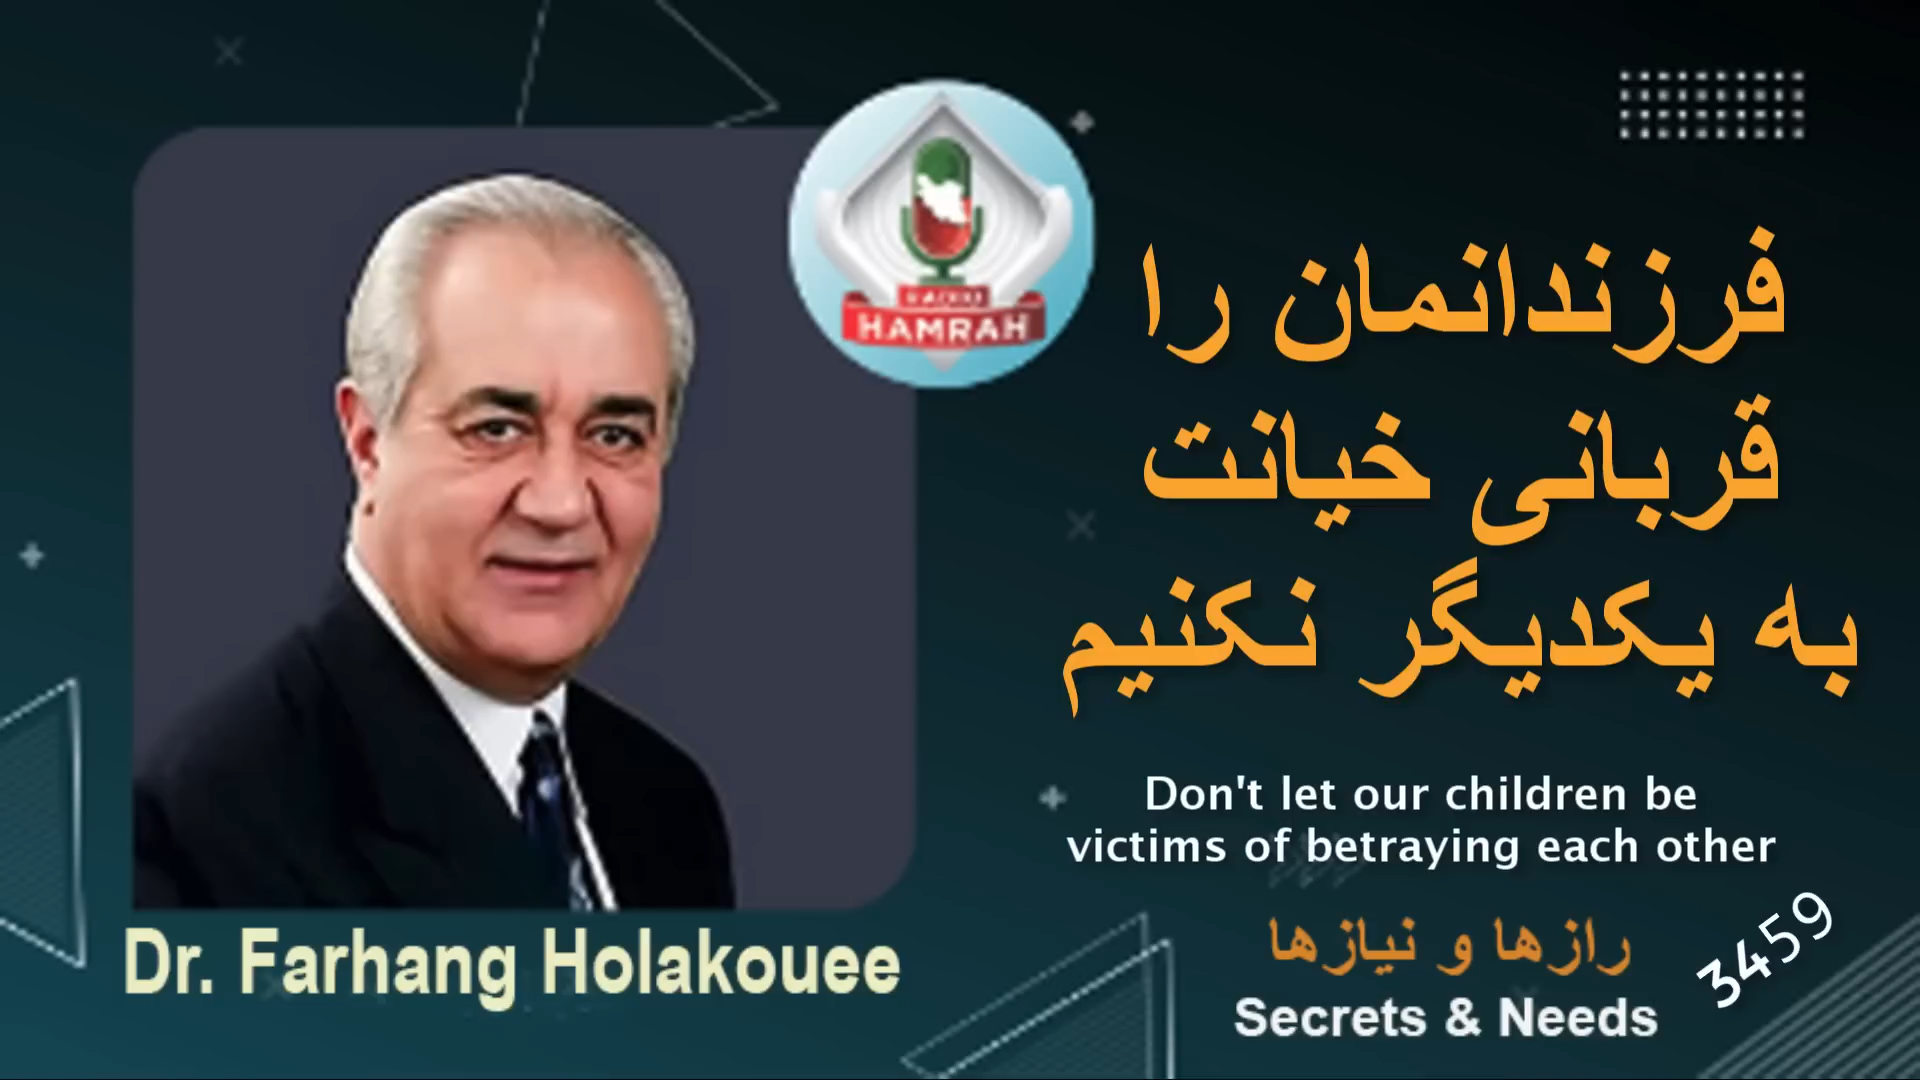 RADIO
HAMRAH
فرزندانمان را
قربانی خیانت
به یکدیگر نکنیم
Don't let our children be
victims of betraying each other
رازها و نیازها
Secrets & Needs
3459
Dr. Farhang Holakouee